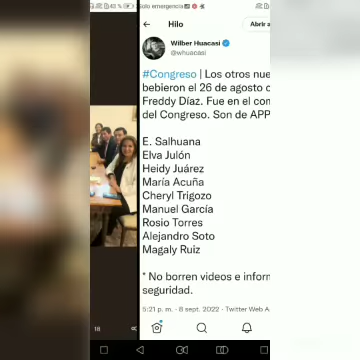 43 % Solo emergencia
Hilo
Abrir a
Wilber Huacasi
@whuacasi
#Congreso | Los otros nue
bebieron el 26 de agosto c
Freddy Díaz. Fue en el con
del Congreso. Son de APP
E. Salhuana
Elva Julón
Heidy Juárez
María Acuña
Cheryl Trigozo
Manuel García
Rosio Torres
Alejandro Soto
Magaly Ruiz
* No borren videos e inform
seguridad.
5:21 p. m. · 8 sept. 2022 · Twitter Web A
18